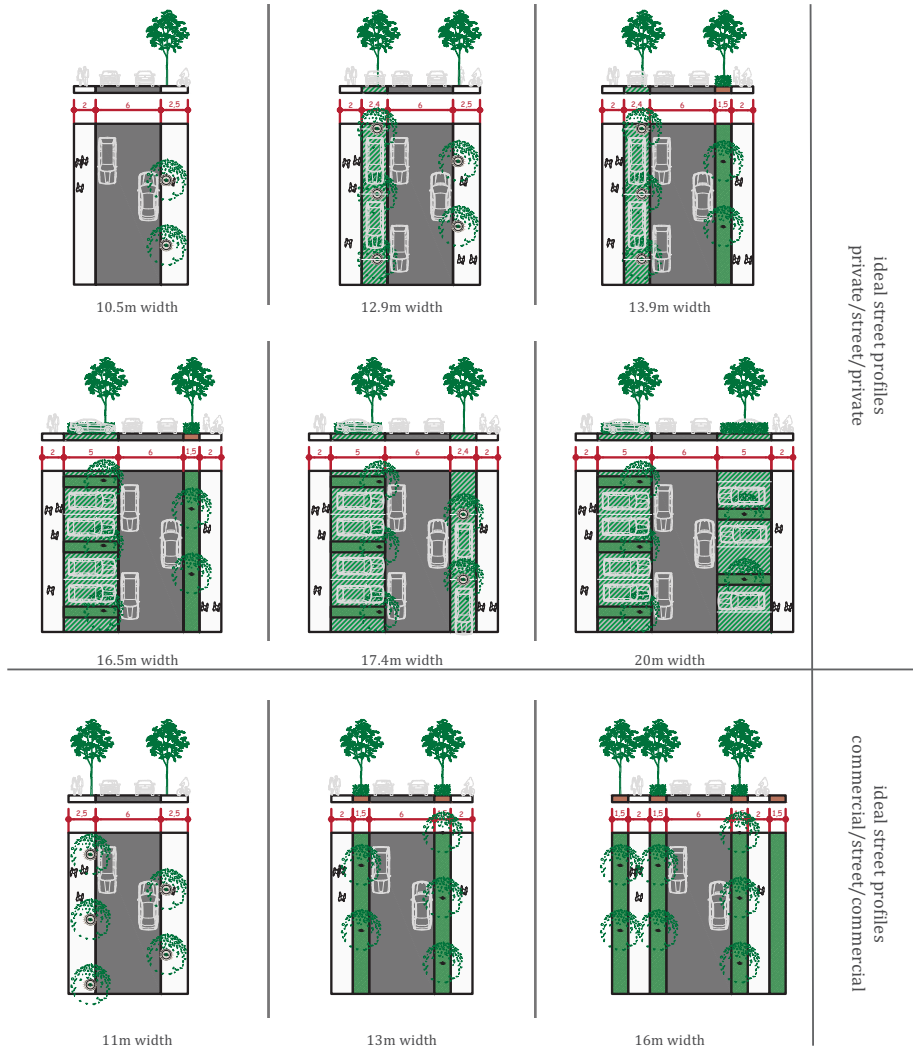 2 6 2,5
2 2,4 6 2,5
2 2,4 6 1,5 2
10.5m width
12.9m width
13.9m width
ideal street profiles
private/street/private
2 5 6,5 1,5 2
2 5 6 2,4 2
2 5 6 5 2
16.5m width
17.4m width
20m width
2,5 6 2,5
2 1,5 6 1,5 2
1,5 2 1,5 6 1,5 2 1,5
11m width
13m width
16m width
ideal street profiles
commercial/street/commercial